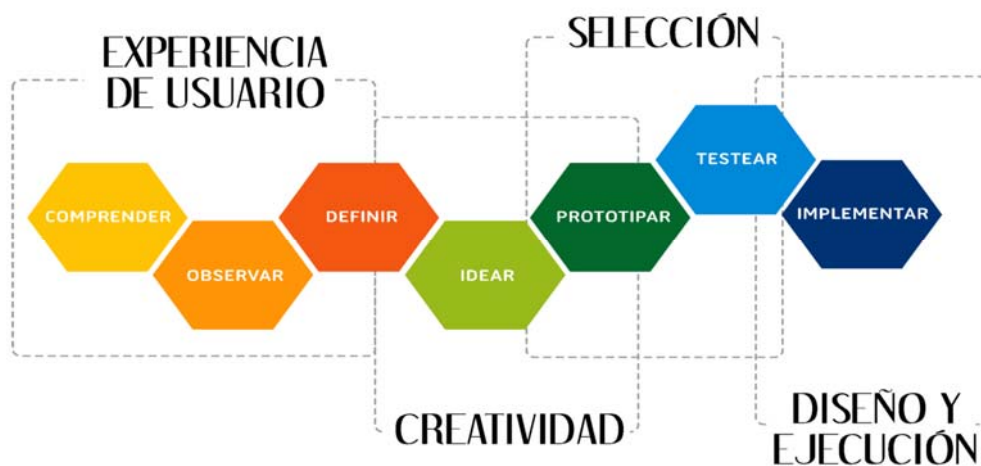 EXPERIENCIA
DE USUARIO
SELECCIÓN
COMPRENDER
OBSERVAR
DEFINIR
IDEAR
PROTOTIPAR
TESTEAR
IMPLEMENTAR
CREATIVIDAD
DISEÑO Y
EJECUCIÓN